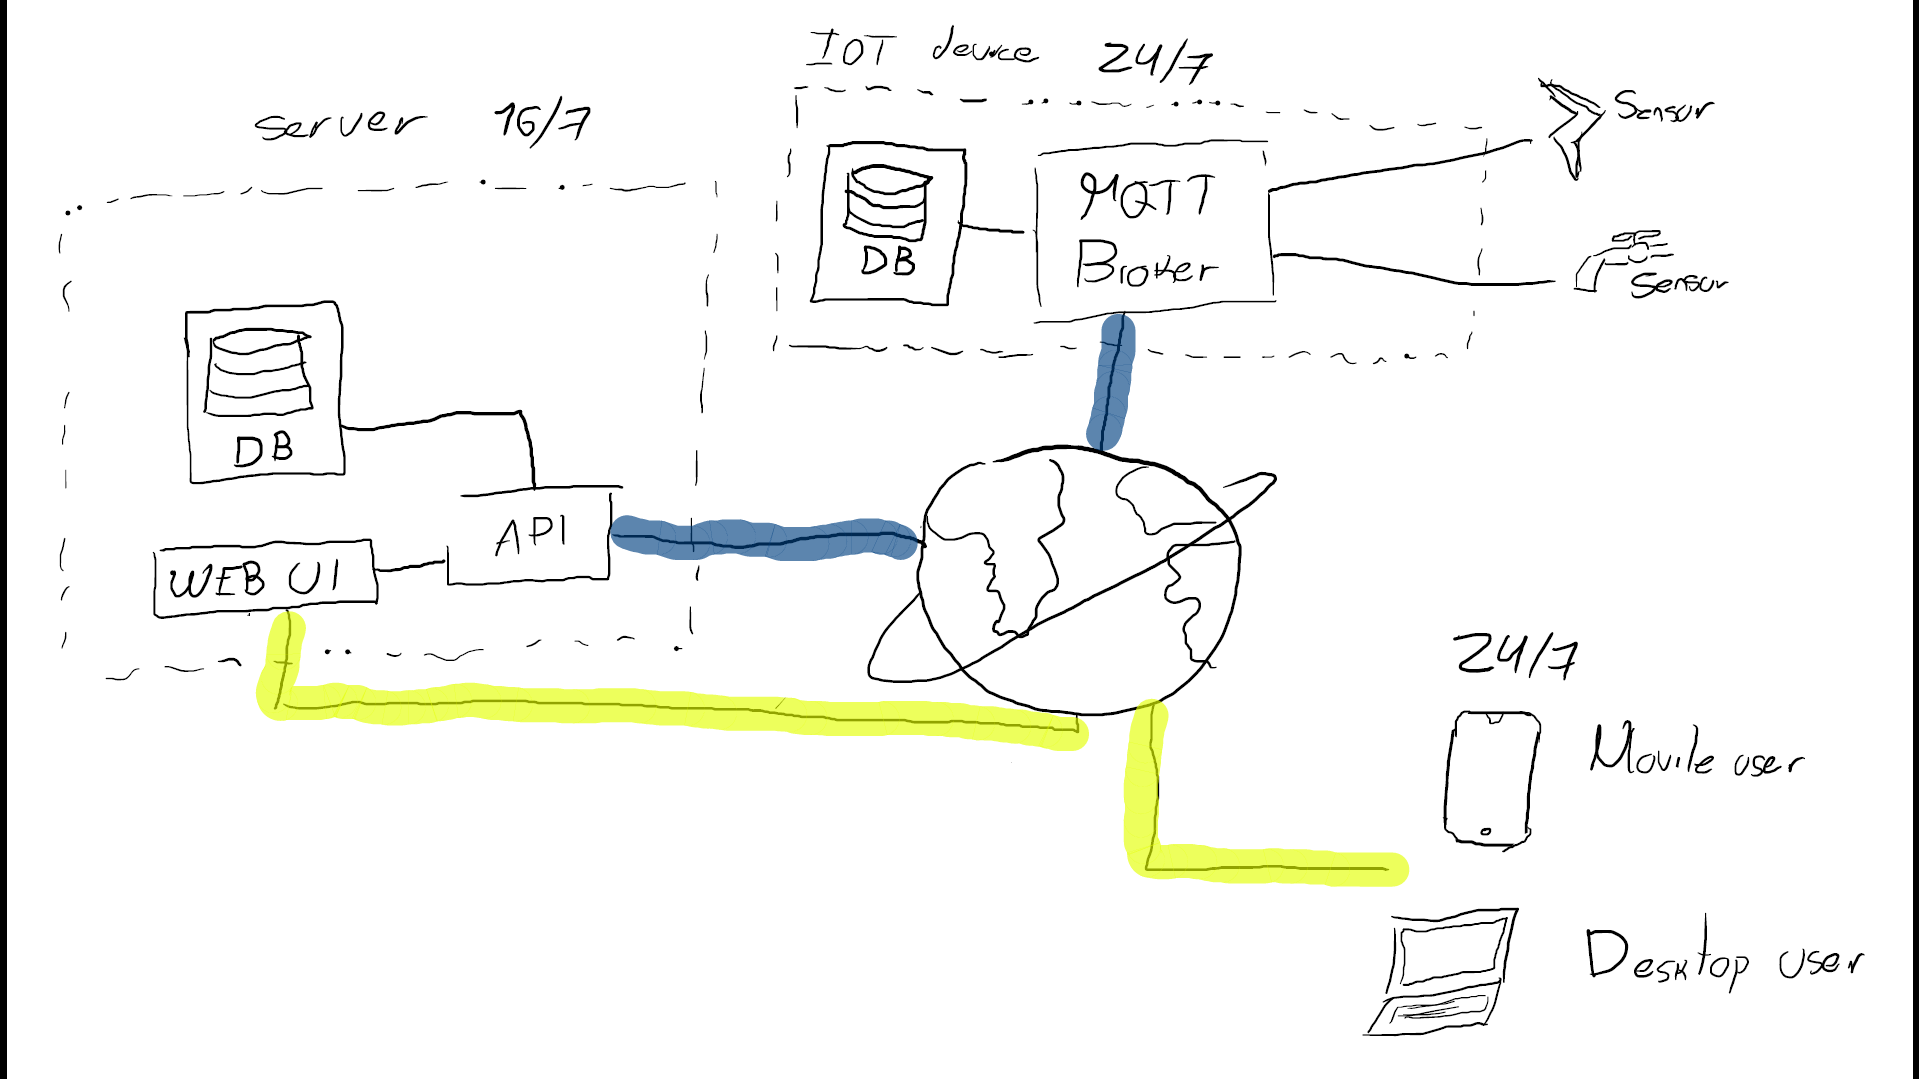 IOT device 24/7
server 16/7
Sensor
MQTT
Broker
DB
Sensor
DB
API
WEB UI
24/7
Movile user
Desktop user